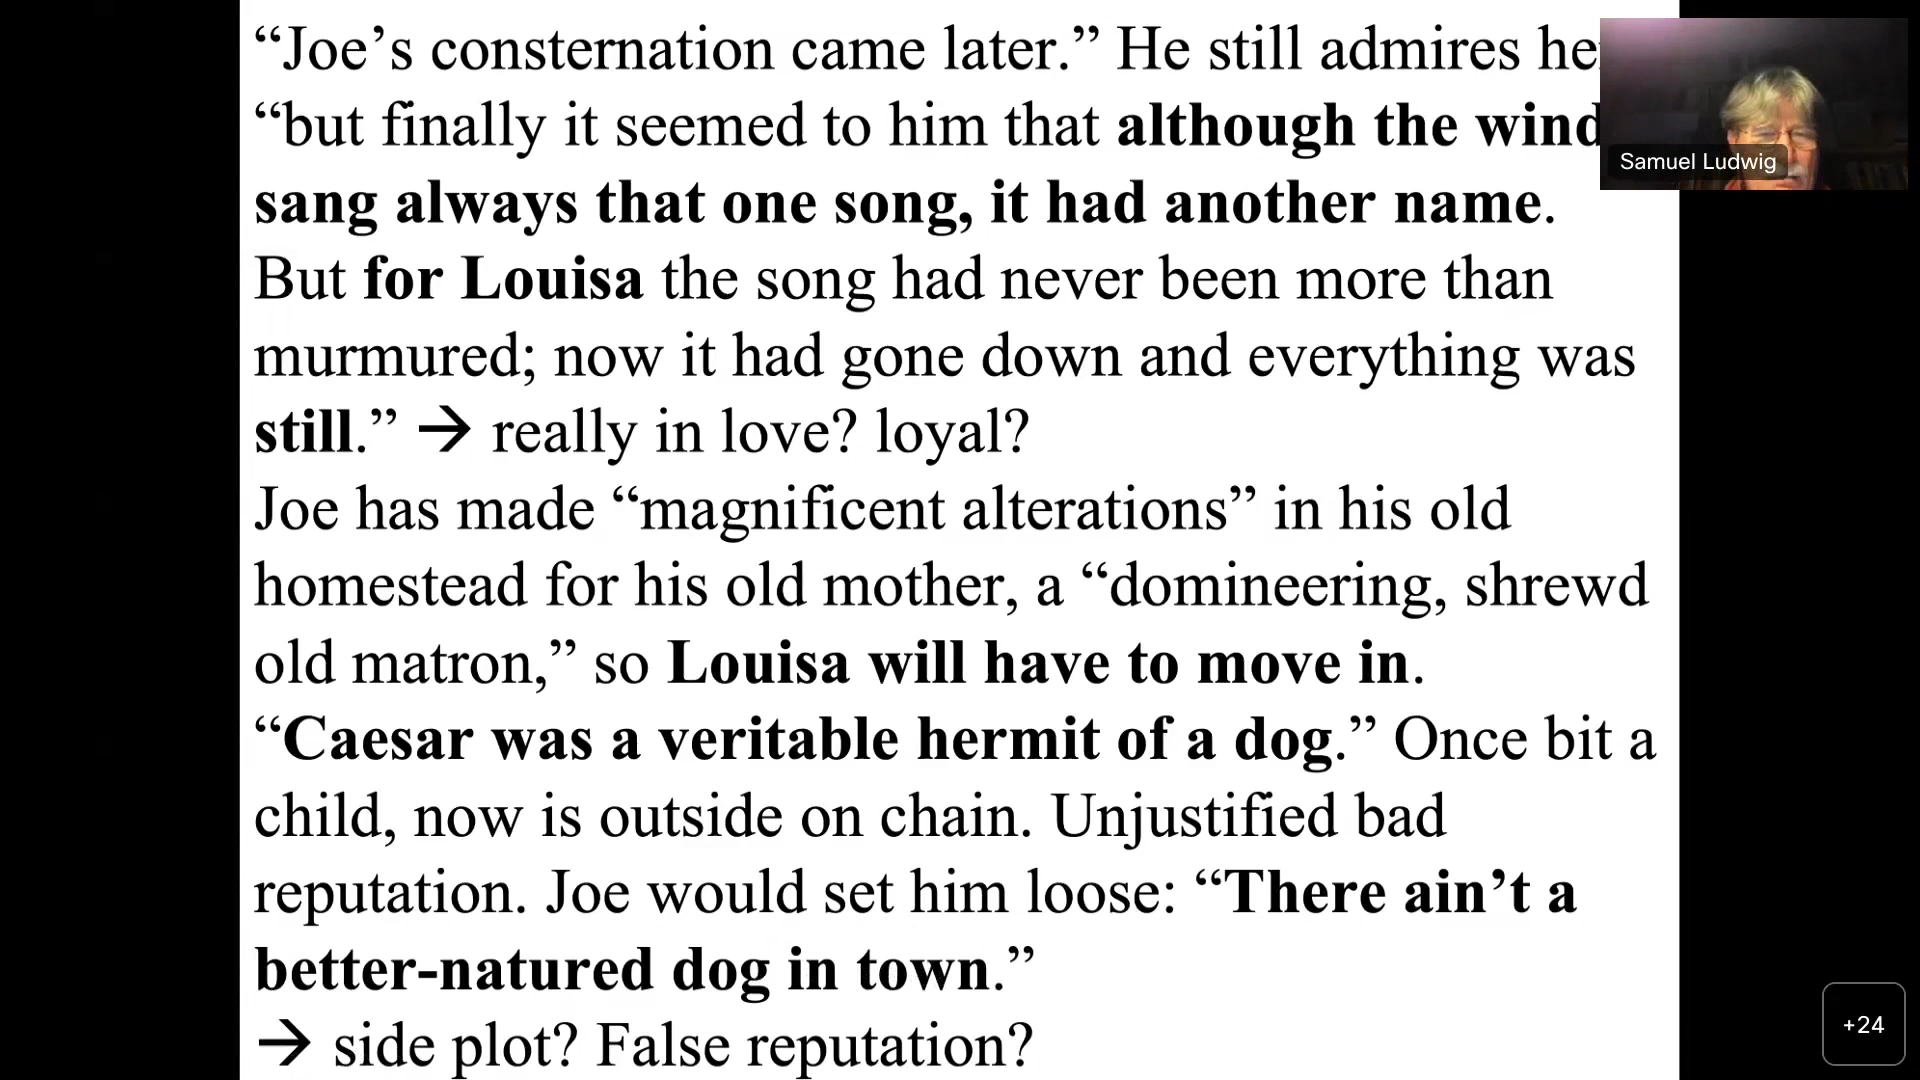 “Joe’s consternation came later.” He still admires
“but finally it seemed to him that although the wind
sang always that one song, it had another name.
But for Louisa the song had never been more than
murmured; now it had gone down and everything was
still.” → really in love? loyal?
Joe has made “magnificent alterations” in his old
homestead for his old mother, a “domineering, shrewd
old matron,” so Louisa will have to move in.
“Caesar was a veritable hermit of a dog.” Once bit a
child, now is outside on chain. Unjustified bad
reputation. Joe would set him loose: “There ain’t a
better-natured dog in town.”
→ side plot? False reputation?
Samuel Ludwig
+24